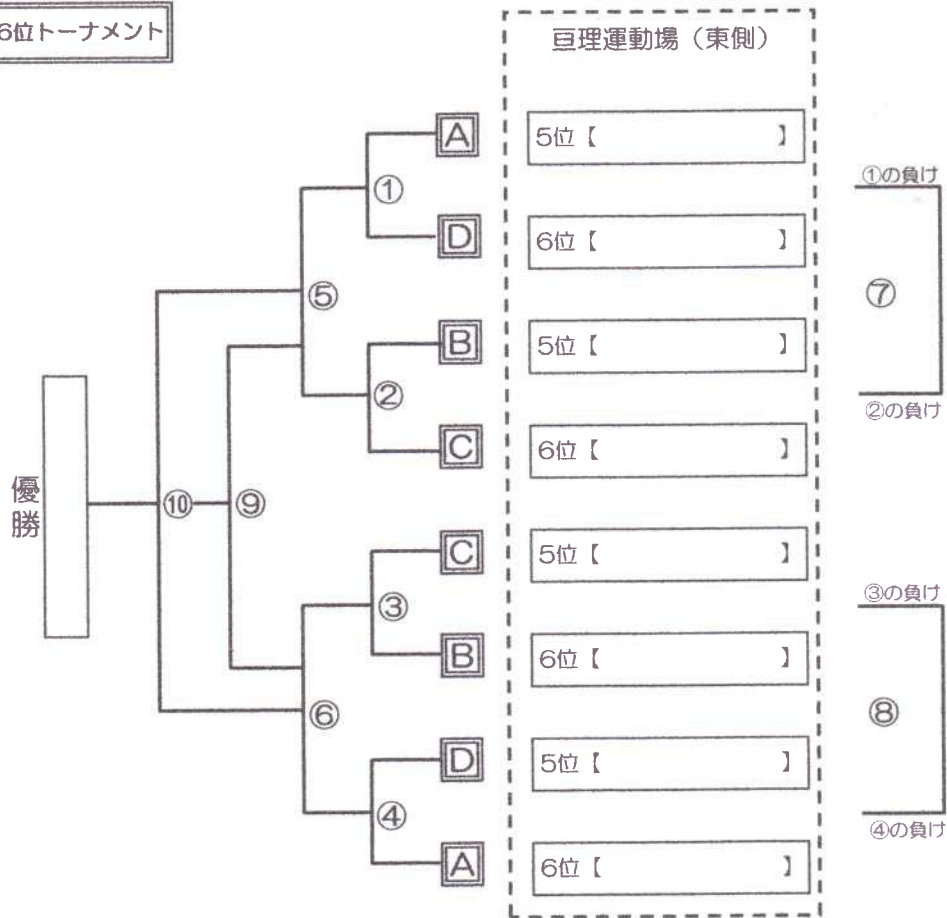 6位トーナメント
亘理運動場（東側）
A
5位【 】
①の負け
①
D
6位【 】
⑤
⑦
B
5位【 】
②
②の負け
C
6位【 】
優勝
⑩
⑨
C
5位【 】
③の負け
③
B
6位【 】
⑥
⑧
D
5位【 】
④
④の負け
A
6位【 】